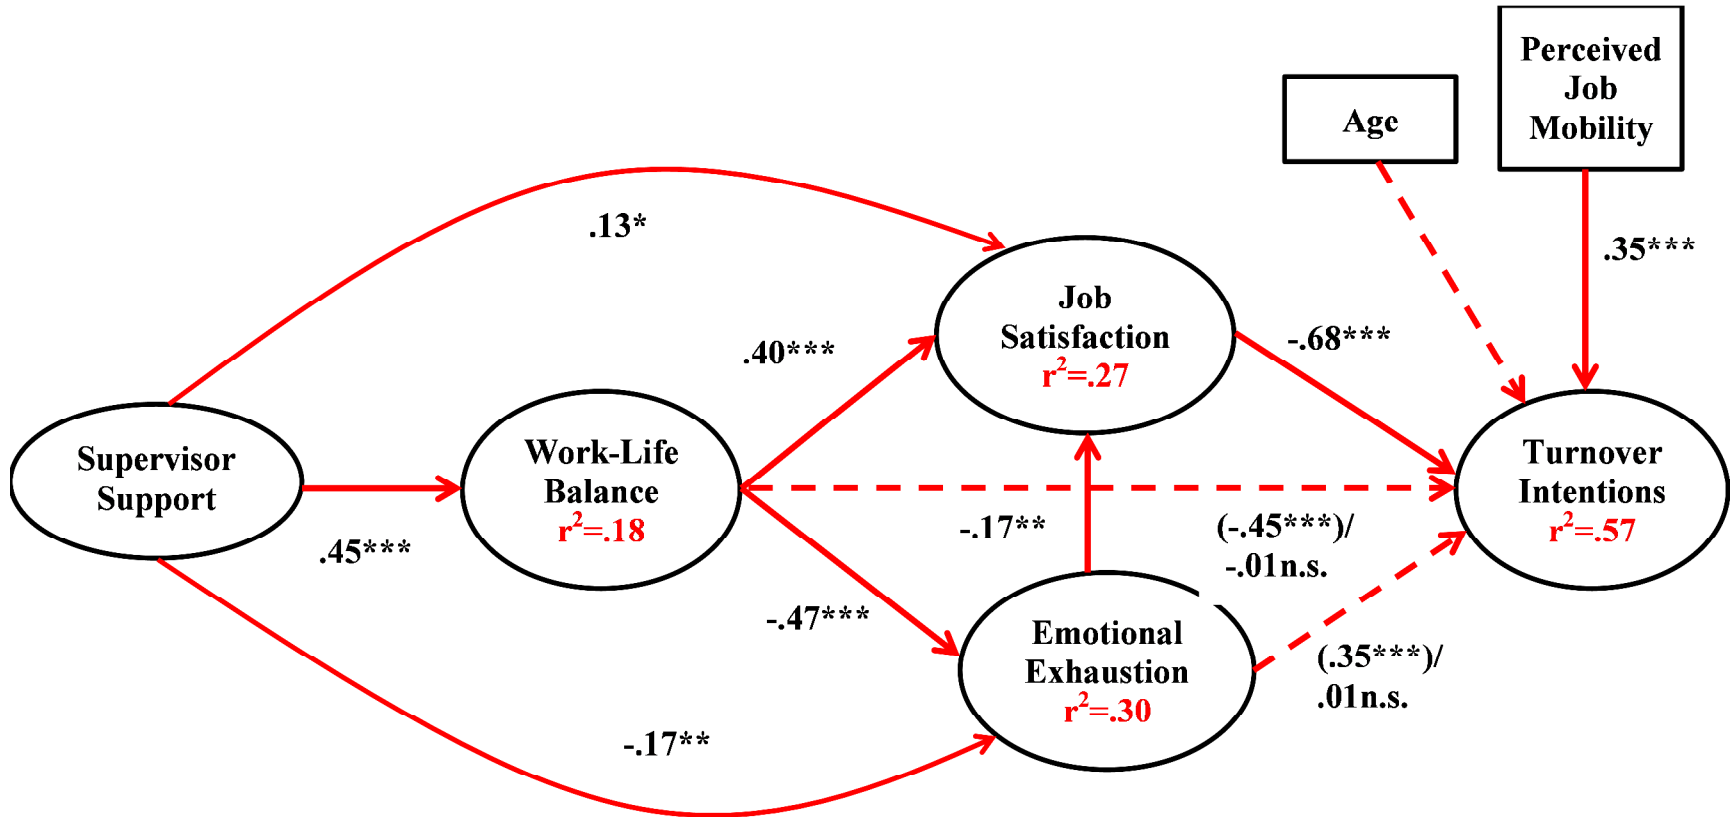 Perceived
Job
Mobility
Age
.13*
.35***
Job
Satisfaction
r²=.27
.40***
-.68***
Supervisor
Support
Work-Life
Balance
r²=.18
Turnover
Intentions
r²=.57
.45***
-.17**
(-.45***)/
-.01n.s.
-.47***
Emotional
Exhaustion
r²=.30
(.35***)/
.01n.s.
-.17**